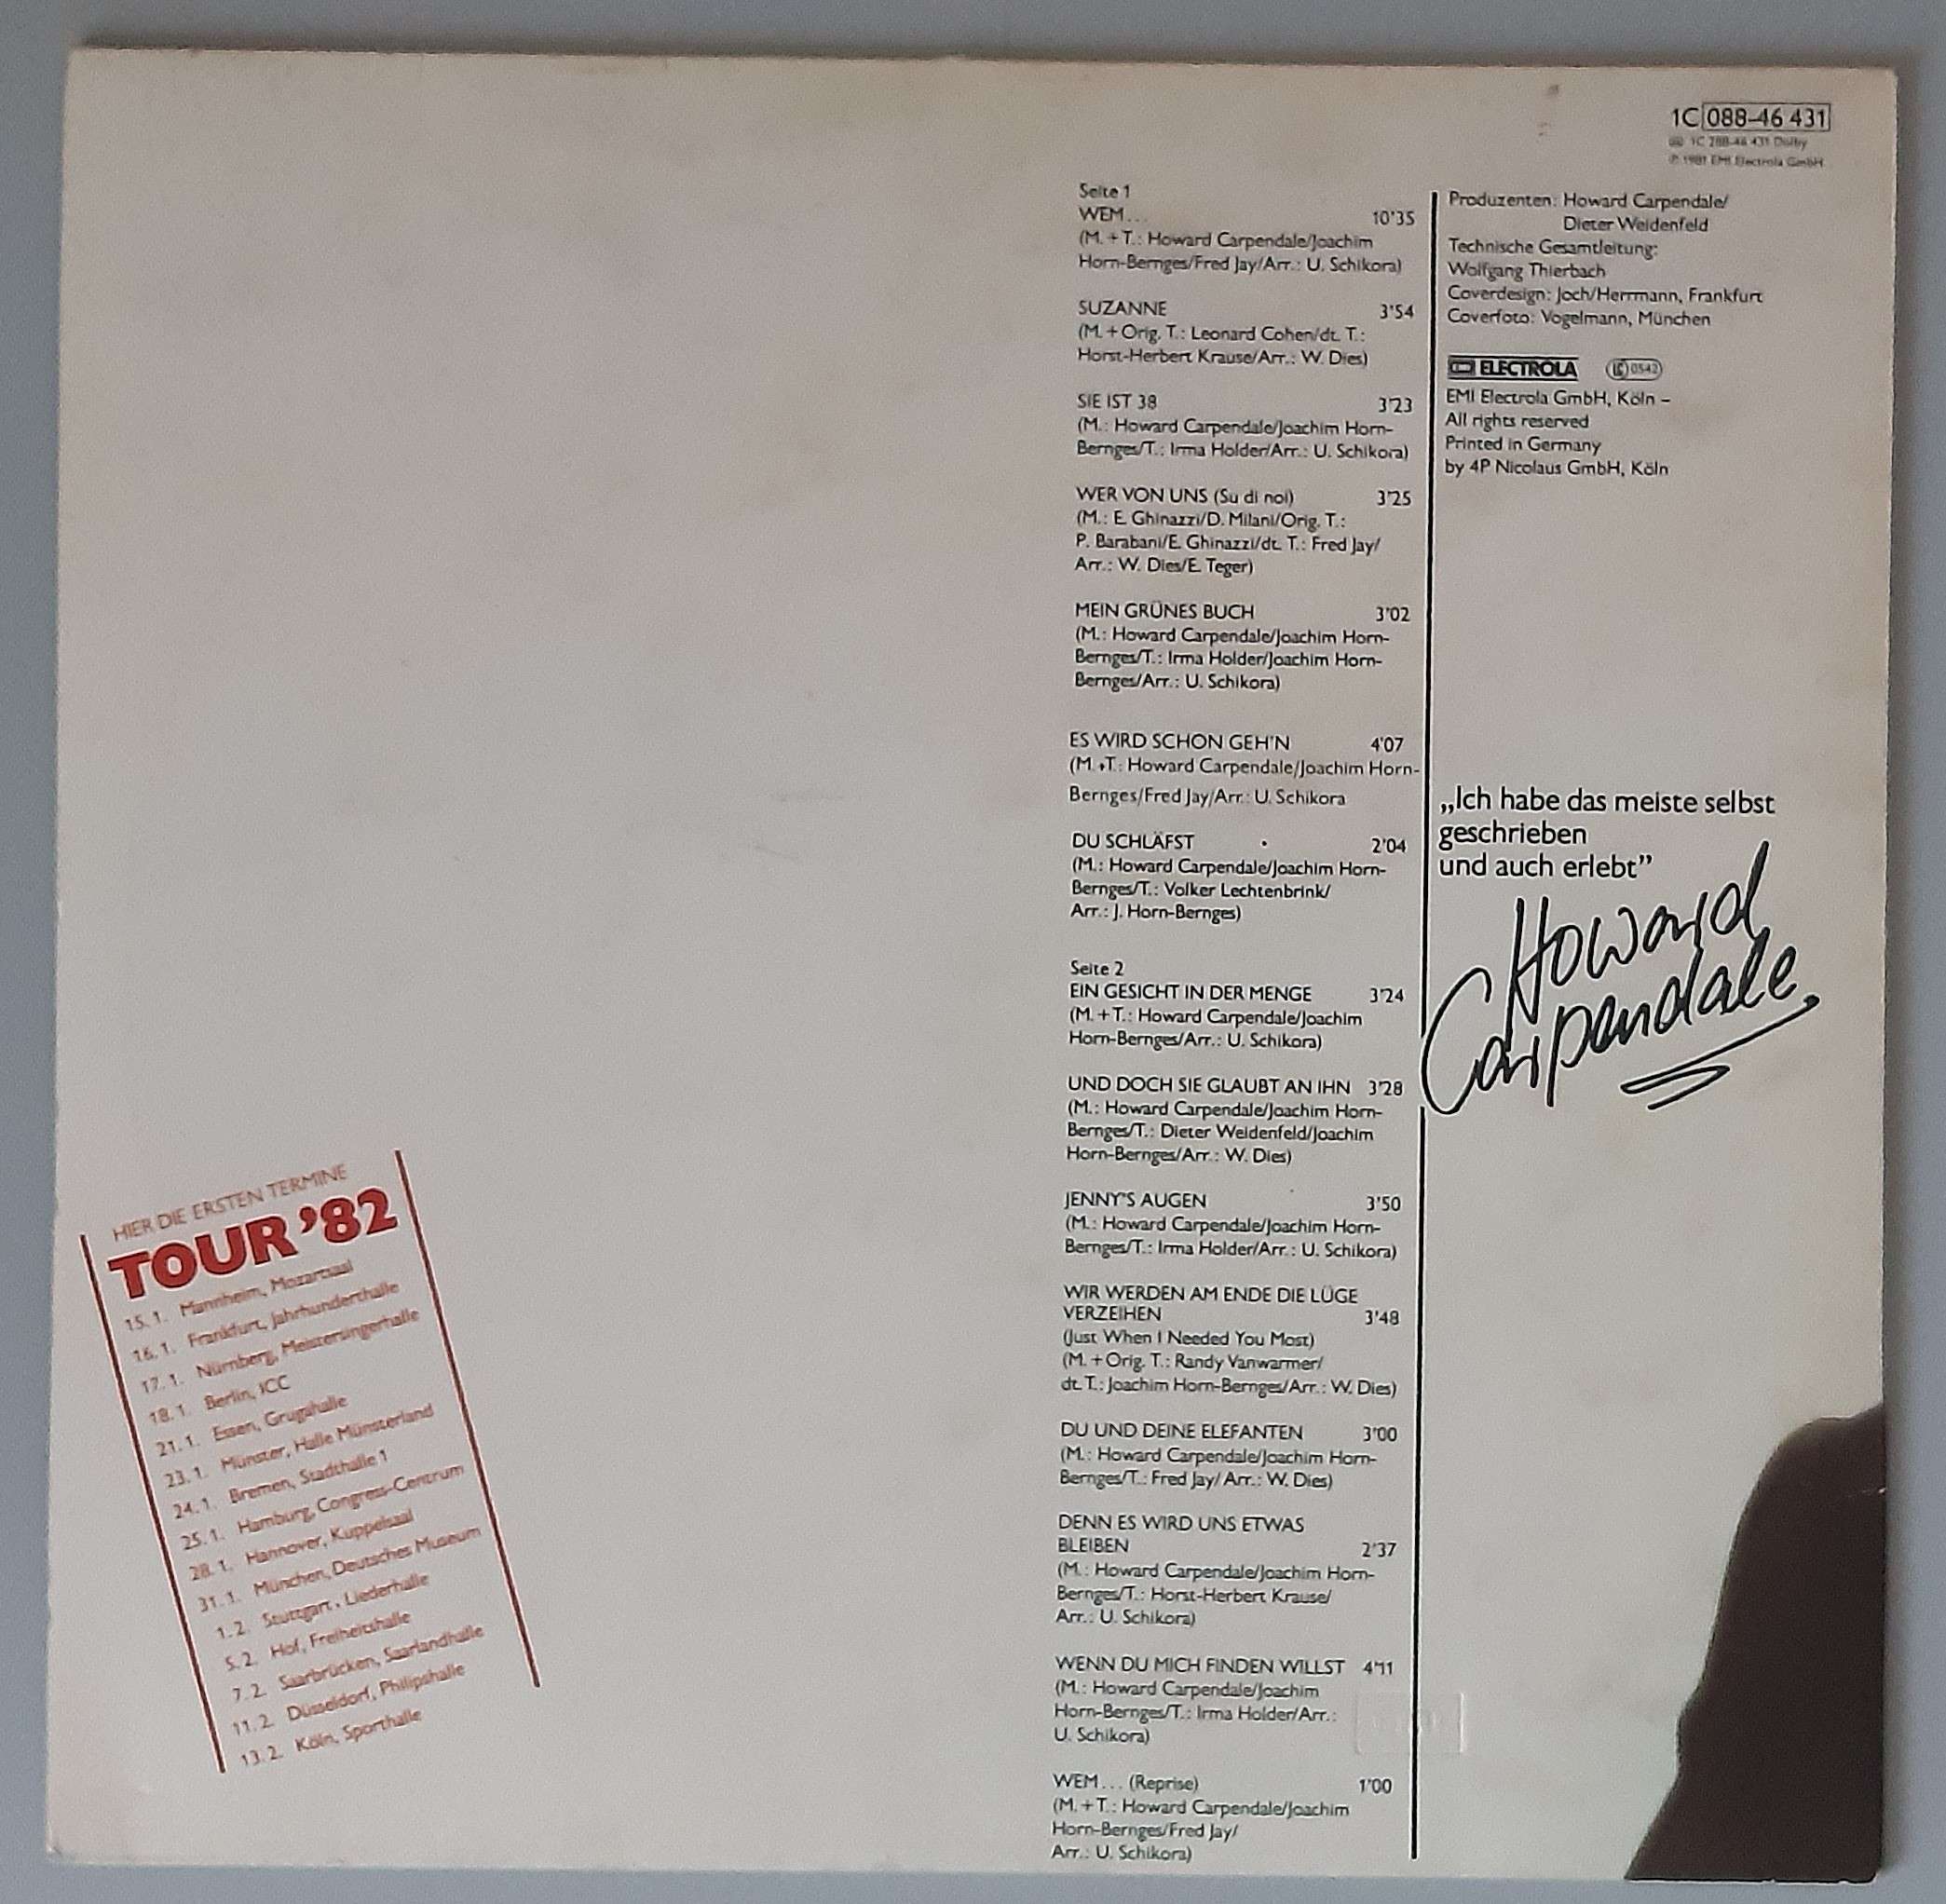 1C 088-46 431
1C 288-46 431 Dolby
℗ 1981 EMI Electrola GmbH
Seite 1
WEM... 10'35
(M. + T.: Howard Carpendale/Joachim
Horn-Bernges/Fred Jay/Arr.: U. Schikora)
SUZANNE 3'54
(M. + Orig. T.: Leonard Cohen/dt. T.:
Horst-Herbert Krause/Arr.: W. Dies)
SIE IST 38 3'23
(M.: Howard Carpendale/Joachim Horn-
Bernges/T.: Irma Holder/Arr.: U. Schikora)
WER VON UNS (Su di noi) 3'25
(M.: E. Ghinazzi/D. Milani/Orig. T.:
P. Barabani/E. Ghinazzi/dt. T.: Fred Jay/
Arr.: W. Dies/E. Teger)
MEIN GRÜNES BUCH 3'02
(M.: Howard Carpendale/Joachim Horn-
Bernges/T.: Irma Holder/Joachim Horn-
Bernges/Arr.: U. Schikora)
ES WIRD SCHON GEH'N 4'07
(M.+T.: Howard Carpendale/Joachim Horn-
Bernges/Fred Jay/Arr.: U. Schikora
DU SCHLÄFST 2'04
(M.: Howard Carpendale/Joachim Horn-
Bernges/T.: Volker Lechtenbrink/
Arr.: J. Horn-Bernges)
Seite 2
EIN GESICHT IN DER MENGE 3'24
(M. + T.: Howard Carpendale/Joachim
Horn-Bernges/Arr.: U. Schikora)
UND DOCH SIE GLAUBT AN IHN 3'28
(M.: Howard Carpendale/Joachim Horn-
Bernges/T.: Dieter Weidenfeld/Joachim
Horn-Bernges/Arr.: W. Dies)
JENNY'S AUGEN 3'50
(M.: Howard Carpendale/Joachim Horn-
Bernges/T.: Irma Holder/Arr.: U. Schikora)
WIR WERDEN AM ENDE DIE LÜGE
VERZEIHEN 3'48
(Just When I Needed You Most)
(M. + Orig. T.: Randy Vanwarmer/
dt. T.: Joachim Horn-Bernges/Arr.: W. Dies)
DU UND DEINE ELEFANTEN 3'00
(M.: Howard Carpendale/Joachim Horn-
Bernges/T.: Fred Jay/ Arr.: W. Dies)
DENN ES WIRD UNS ETWAS
BLEIBEN 2'37
(M.: Howard Carpendale/Joachim Horn-
Bernges/T.: Horst-Herbert Krause/
Arr.: U. Schikora)
WENN DU MICH FINDEN WILLST 4'11
(M.: Howard Carpendale/Joachim
Horn-Bernges/T.: Irma Holder/Arr.:
U. Schikora)
WEM... (Reprise) 1'00
(M. + T.: Howard Carpendale/Joachim
Horn-Bernges/Fred Jay/
Arr.: U. Schikora)
Produzenten: Howard Carpendale/
Dieter Weidenfeld
Technische Gesamtleitung:
Wolfgang Thierbach
Coverdesign: Joch/Herrmann, Frankfurt
Coverfoto: Vogelmann, München
ELECTROLA LC 0542
EMI Electrola GmbH, Köln –
All rights reserved
Printed in Germany
by 4P Nicolaus GmbH, Köln
„Ich habe das meiste selbst
geschrieben
und auch erlebt”
Howard
Carpendale
HIER DIE ERSTEN TERMINE
TOUR '82
15. 1. Mannheim, Mozartsaal
16. 1. Frankfurt, Jahrhunderthalle
17. 1. Nürnberg, Meistersingerhalle
18. 1. Berlin, ICC
21. 1. Essen, Grugahalle
23. 1. Münster, Halle Münsterland
24. 1. Bremen, Stadthalle 1
25. 1. Hamburg, Congress-Centrum
28. 1. Hannover, Kuppelsaal
31. 1. München, Deutsches Museum
1. 2. Stuttgart, Liederhalle
5. 2. Hof, Freiheitshalle
7. 2. Saarbrücken, Saarlandhalle
11. 2. Düsseldorf, Philipshalle
13. 2. Köln, Sporthalle